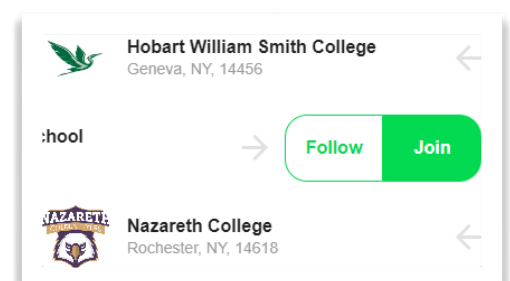 Hobart William Smith College
Geneva, NY, 14456
:hool
Follow
Join
NAZARETH
Nazareth College
Rochester, NY, 14618